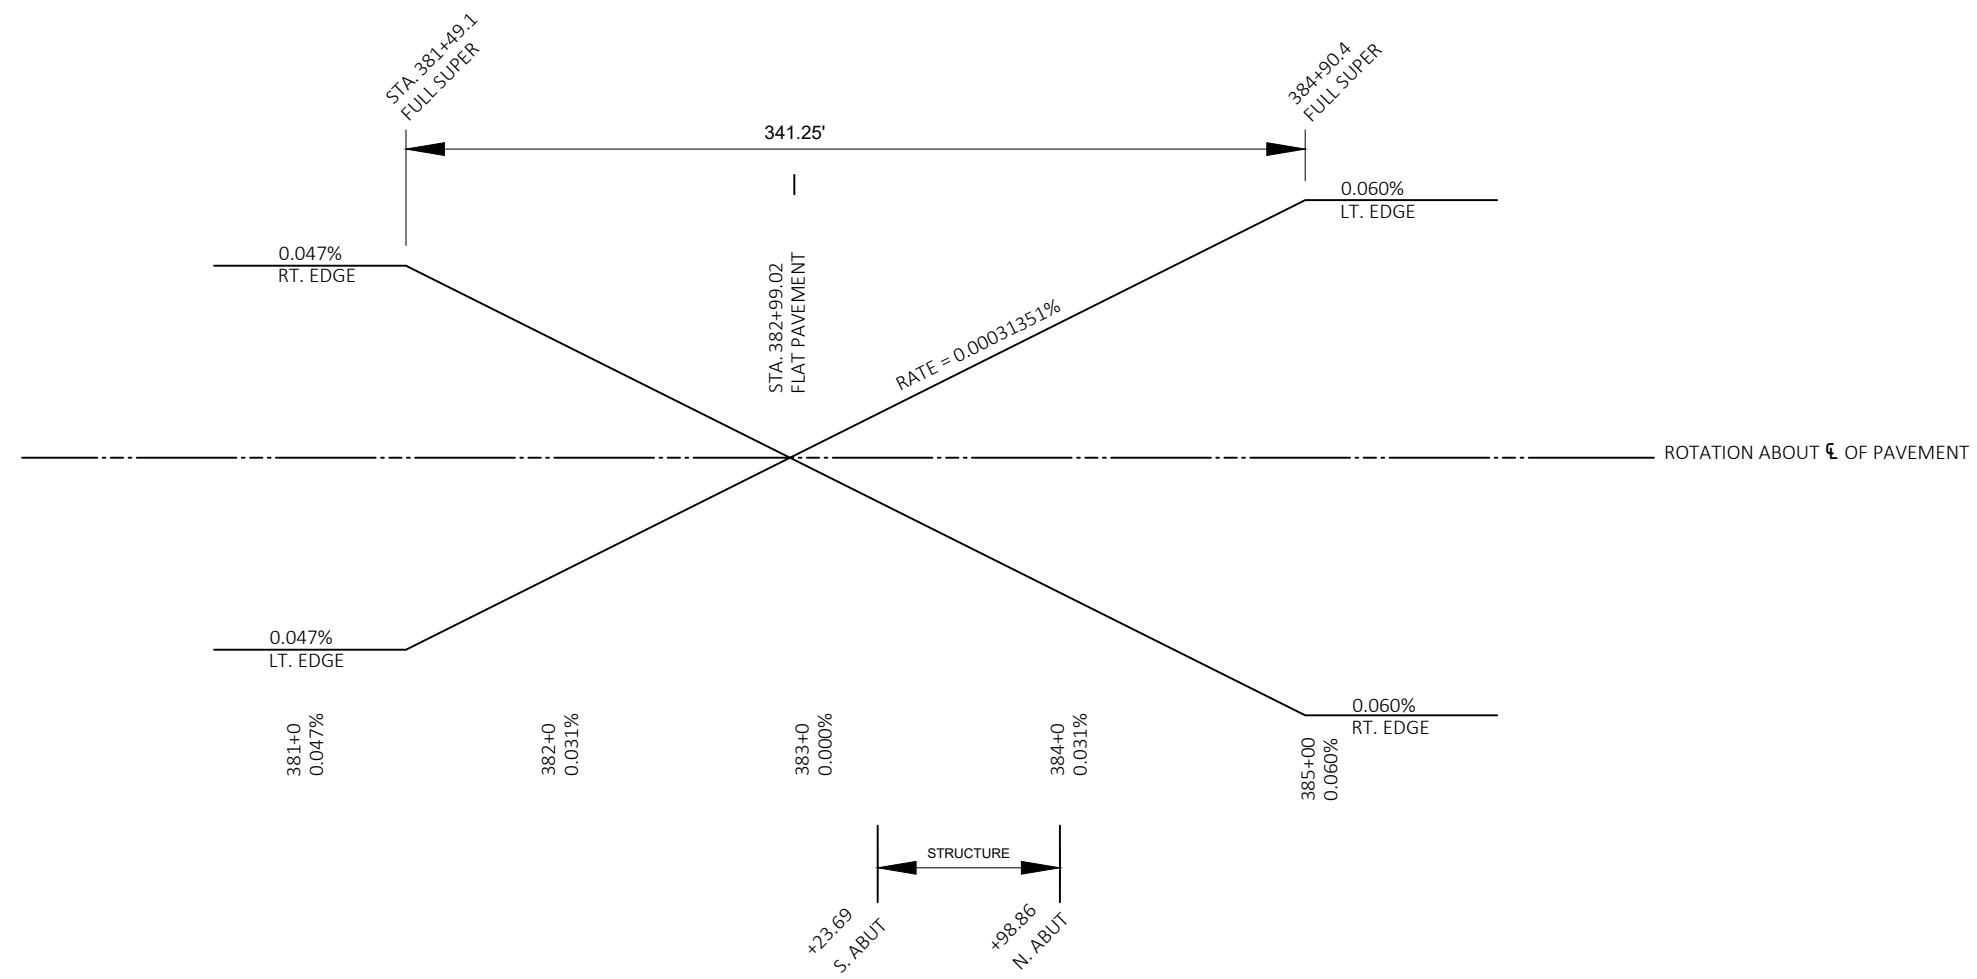 STA. 381+49.1
FULL SUPER
384+90.4
FULL SUPER
341.25'
0.060%
LT. EDGE
0.047%
RT. EDGE
STA. 382+99.02
FLAT PAVEMENT
RATE = 0.00031351%
ROTATION ABOUT ℄ OF PAVEMENT
0.047%
LT. EDGE
0.060%
RT. EDGE
381+0
0.047%
382+0
0.031%
383+0
0.000%
384+0
0.031%
385+00
0.060%
STRUCTURE
+23.69
S. ABUT
+98.86
N. ABUT